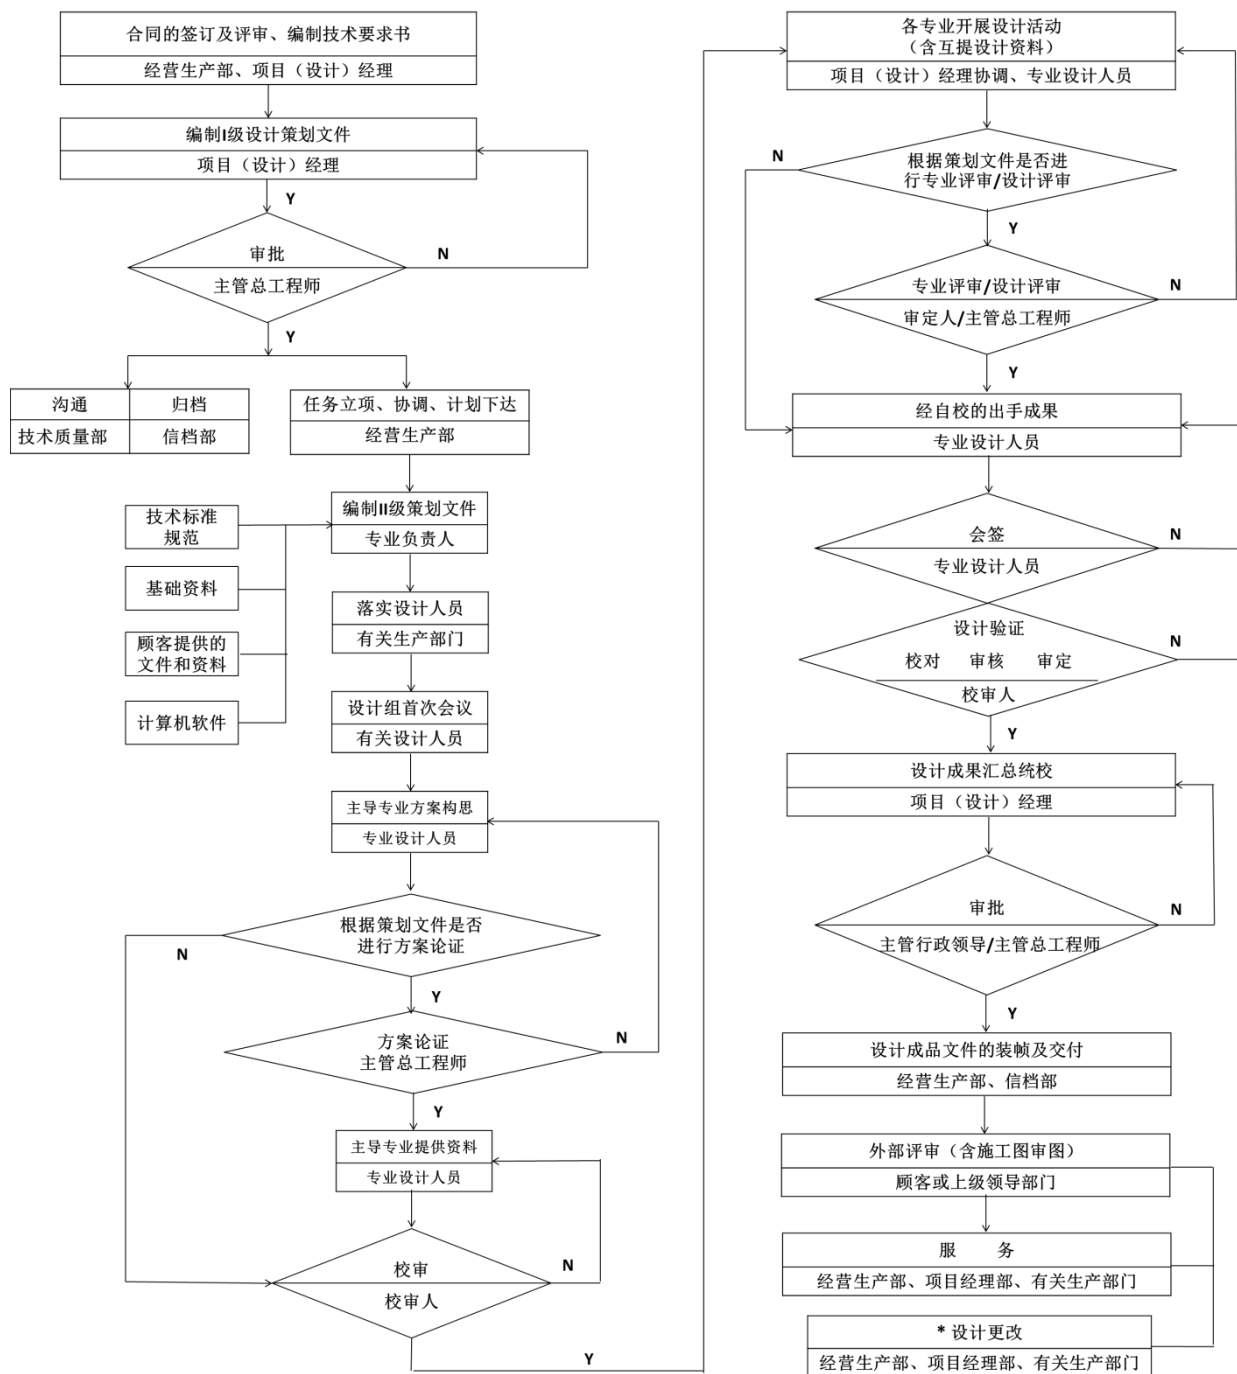 合同的签订及评审、编制技术要求书
经营生产部、项目（设计）经理
编制I级设计策划文件
项目（设计）经理
Y
审批
N
主管总工程师
Y
沟通
归档
技术质量部
信档部
任务立项、协调、计划下达
经营生产部
技术标准
规范
基础资料
顾客提供的
文件和资料
计算机软件
编制II级策划文件
专业负责人
落实设计人员
有关生产部门
设计组首次会议
有关设计人员
主导专业方案构思
专业设计人员
根据策划文件是否
进行方案论证
N
Y
方案论证
主管总工程师
N
Y
主导专业提供资料
专业设计人员
校审
N
校审人
Y
各专业开展设计活动
（含互提设计资料）
项目（设计）经理协调、专业设计人员
N
根据策划文件是否进
行专业评审/设计评审
Y
专业评审/设计评审
N
审定人/主管总工程师
Y
经自校的出手成果
专业设计人员
会签
N
专业设计人员
设计验证
N
校对 审核 审定
校审人
Y
设计成果汇总统校
项目（设计）经理
审批
N
主管行政领导/主管总工程师
Y
设计成品文件的装帧及交付
经营生产部、信档部
外部评审（含施工图审图）
顾客或上级领导部门
服 务
经营生产部、项目经理部、有关生产部门
* 设计更改
经营生产部、项目经理部、有关生产部门